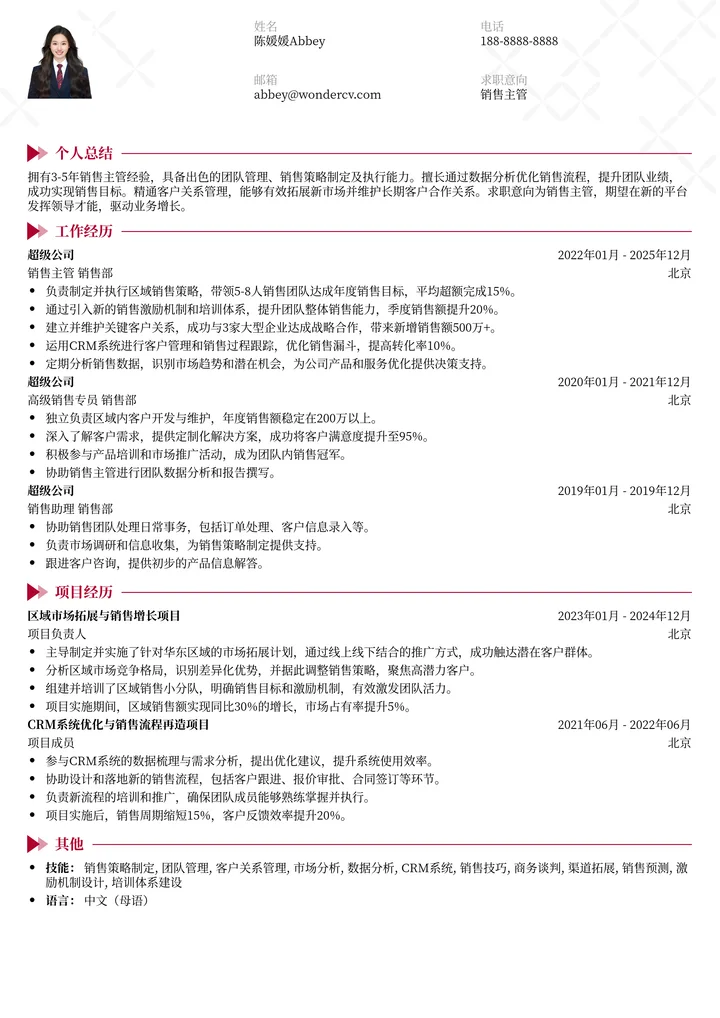 姓名
陈媛媛Abbey
电话
188-8888-8888
邮箱
abbey@wondercv.com
求职意向
销售主管
个人总结
拥有3-5年销售主管经验，具备出色的团队管理、销售策略制定及执行能力。擅长通过数据分析优化销售流程，提升团队业绩，
成功实现销售目标。精通客户关系管理，能够有效拓展新市场并维护长期客户合作关系。求职意向为销售主管，期望在新的平台
发挥领导才能，驱动业务增长。
工作经历
超级公司 2022年01月 - 2025年12月
销售主管 销售部 北京
• 负责制定并执行区域销售策略，带领5-8人销售团队达成年度销售目标，平均超额完成15%。
• 通过引入新的销售激励机制和培训体系，提升团队整体销售能力，季度销售额提升20%。
• 建立并维护关键客户关系，成功与3家大型企业达成战略合作，带来新增销售额500万+。
• 运用CRM系统进行客户管理和销售过程跟踪，优化销售漏斗，提高转化率10%。
• 定期分析销售数据，识别市场趋势和潜在机会，为公司产品和服务优化提供决策支持。
超级公司 2020年01月 - 2021年12月
高级销售专员 销售部 北京
• 独立负责区域内客户开发与维护，年度销售额稳定在200万以上。
• 深入了解客户需求，提供定制化解决方案，成功将客户满意度提升至95%。
• 积极参与产品培训和市场推广活动，成为团队内销售冠军。
• 协助销售主管进行团队数据分析和报告撰写。
超级公司 2019年01月 - 2019年12月
销售助理 销售部 北京
• 协助销售团队处理日常事务，包括订单处理、客户信息录入等。
• 负责市场调研和信息收集，为销售策略制定提供支持。
• 跟进客户咨询，提供初步的产品信息解答。
项目经历
区域市场拓展与销售增长项目 2023年01月 - 2024年12月
项目负责人 北京
• 主导制定并实施了针对华东区域的市场拓展计划，通过线上线下结合的推广方式，成功触达潜在客户群体。
• 分析区域市场竞争格局，识别差异化优势，并据此调整销售策略，聚焦高潜力客户。
• 组建并培训了区域销售小分队，明确销售目标和激励机制，有效激发团队活力。
• 项目实施期间，区域销售额实现同比30%的增长，市场占有率提升5%。
CRM系统优化与销售流程再造项目 2021年06月 - 2022年06月
项目成员 北京
• 参与CRM系统的数据梳理与需求分析，提出优化建议，提升系统使用效率。
• 协助设计和落地新的销售流程，包括客户跟进、报价审批、合同签订等环节。
• 负责新流程的培训和推广，确保团队成员能够熟练掌握并执行。
• 项目实施后，销售周期缩短15%，客户反馈效率提升20%。
其他
• 技能： 销售策略制定, 团队管理, 客户关系管理, 市场分析, 数据分析, CRM系统, 销售技巧, 商务谈判, 渠道拓展, 销售预测, 激
励机制设计, 培训体系建设
• 语言： 中文（母语）